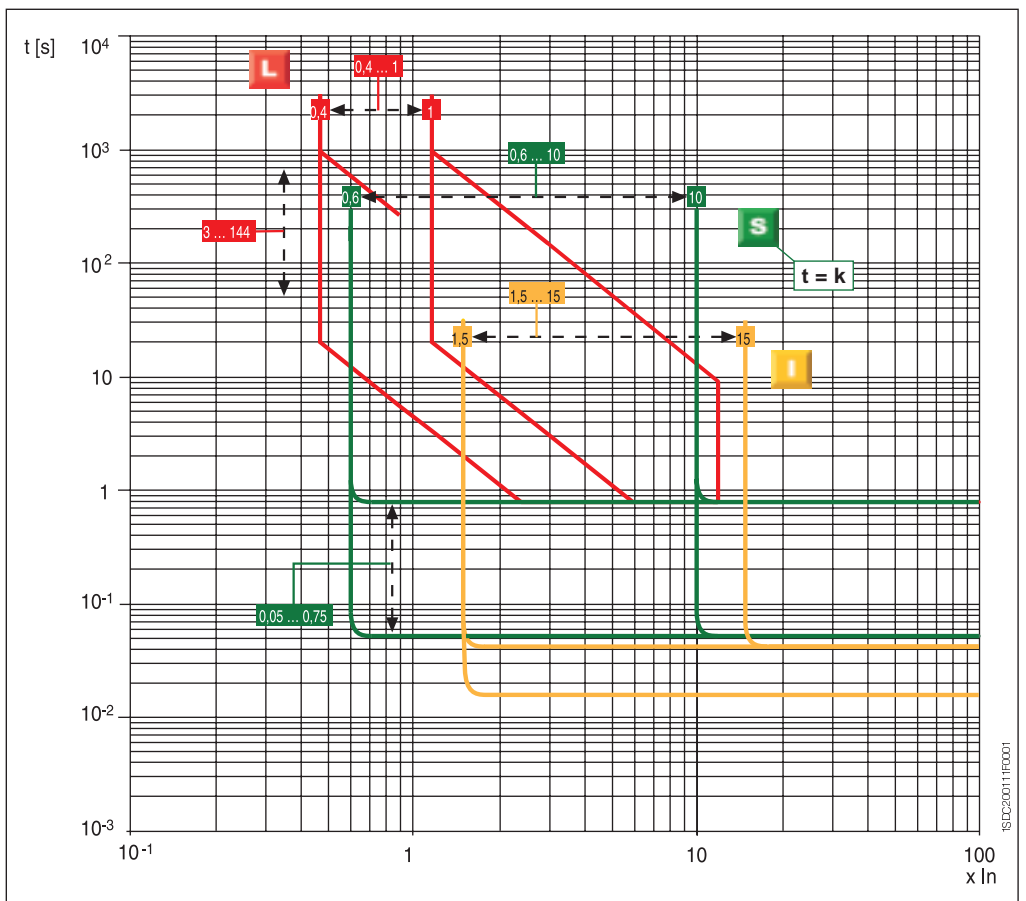 t [s]
10⁴
L
0,4 ... 1
0,4
1
10³
0,6 ... 10
0,6
10
S
3 ... 144
t = k
10²
1,5 ... 15
1,5
15
I
10
1
10⁻¹
0,05 ... 0,75
10⁻²
10⁻³
10⁻¹
1
10
100
x In
1SDC200111F0001